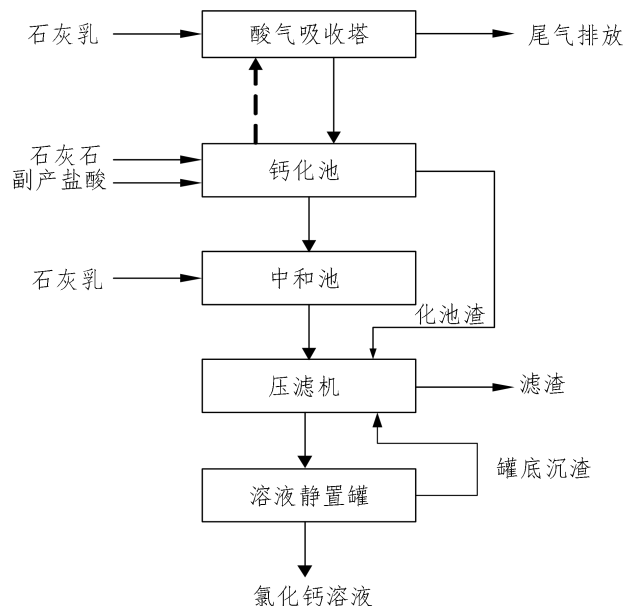 石灰乳
酸气吸收塔
尾气排放
石灰石
副产盐酸
钙化池
石灰乳
中和池
化池渣
压滤机
滤渣
罐底沉渣
溶液静置罐
氯化钙溶液